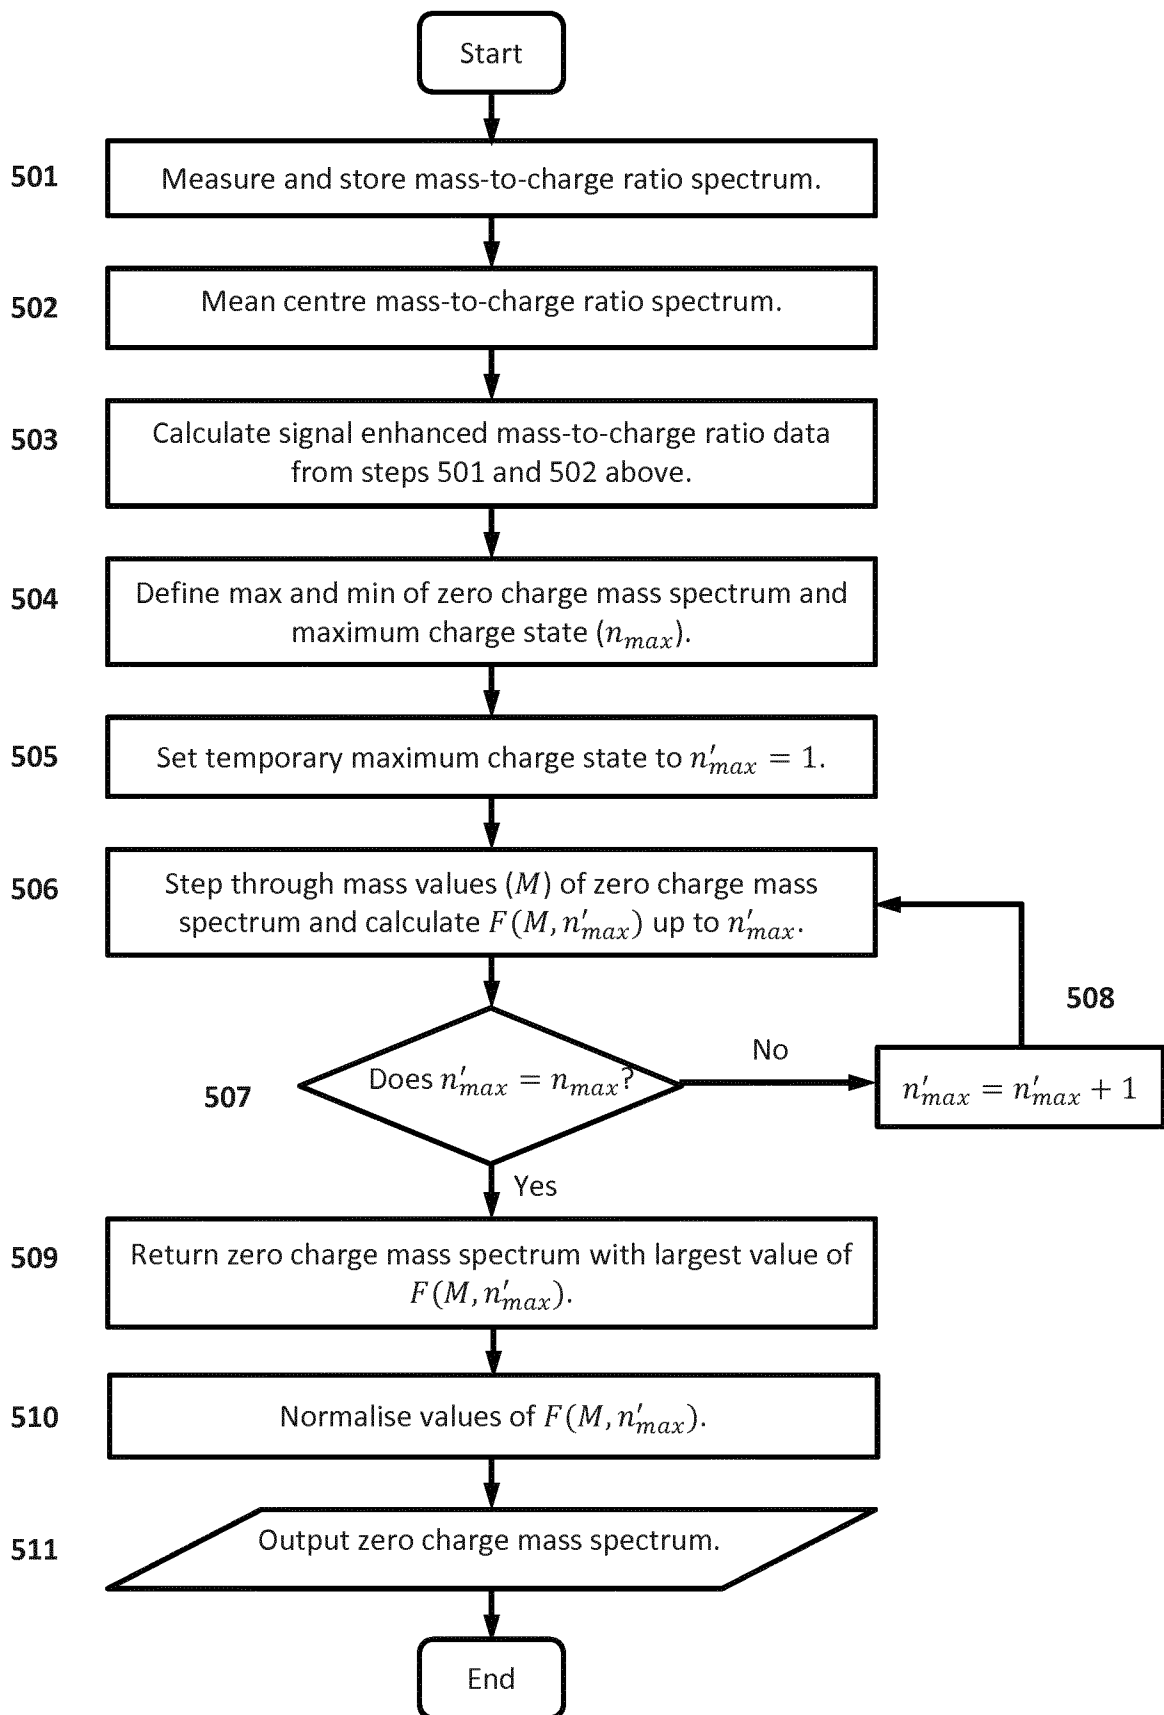 Start
501
Measure and store mass-to-charge ratio spectrum.
502
Mean centre mass-to-charge ratio spectrum.
503
Calculate signal enhanced mass-to-charge ratio data
from steps 501 and 502 above.
504
Define max and min of zero charge mass spectrum and
maximum charge state (n_max).
505
Set temporary maximum charge state to n′_max = 1.
506
Step through mass values (M) of zero charge mass
spectrum and calculate F(M, n′_max) up to n′_max.
507
Does n′_max = n_max?
No
508
n′_max = n′_max + 1
Yes
509
Return zero charge mass spectrum with largest value of
F(M, n′_max).
510
Normalise values of F(M, n′_max).
511
Output zero charge mass spectrum.
End